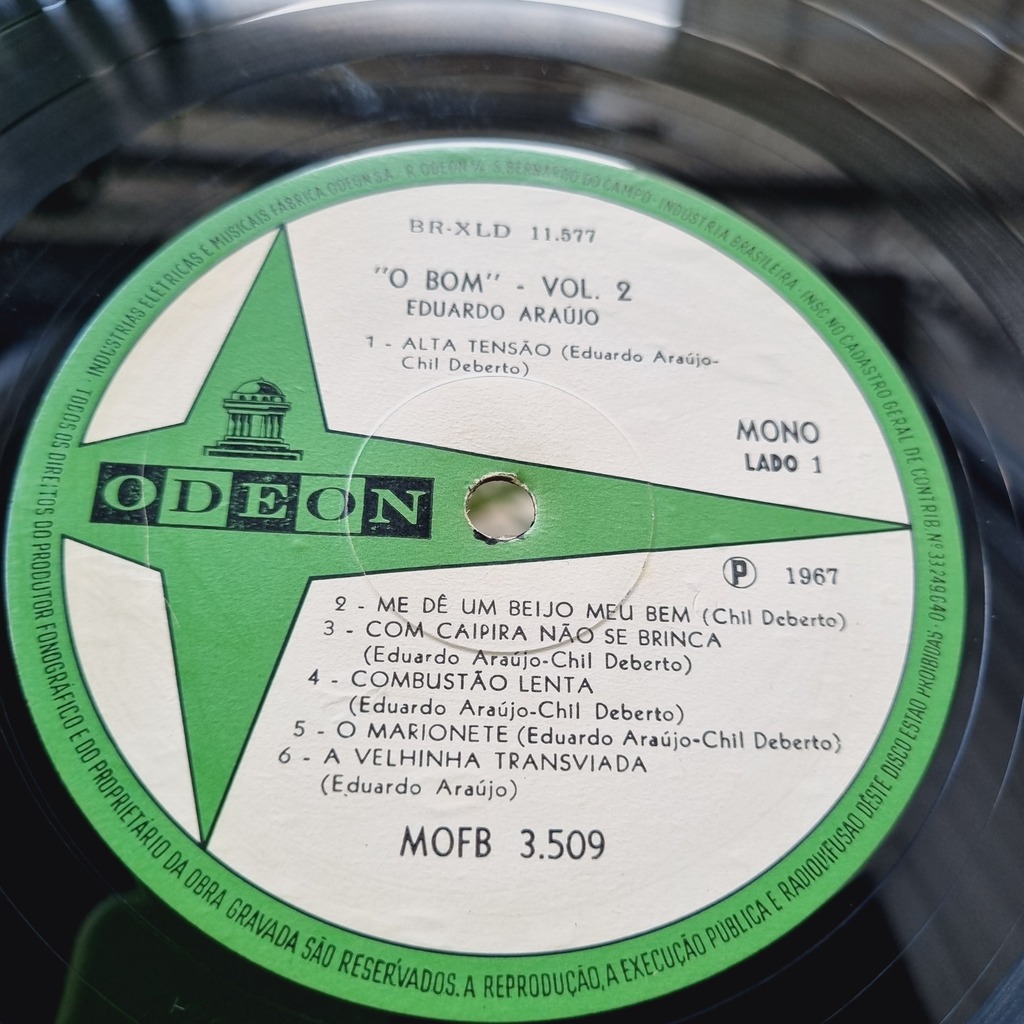 BR-XLD 11.577
"O BOM" - VOL. 2
EDUARDO ARAÚJO
1 - ALTA TENSÃO (Eduardo Araújo-
Chil Deberto)
MONO
LADO 1
ODEON
Ⓟ 1967
2 - ME DÊ UM BEIJO MEU BEM (Chil Deberto)
3 - COM CAIPIRA NÃO SE BRINCA
(Eduardo Araújo-Chil Deberto)
4 - COMBUSTÃO LENTA
(Eduardo Araújo-Chil Deberto)
5 - O MARIONETE (Eduardo Araújo-Chil Deberto)
6 - A VELHINHA TRANSVIADA
(Eduardo Araújo)
MOFB 3.509
INDÚSTRIAS ELÉTRICAS E MUSICAIS FÁBRICA ODEON S.A. R. ODEON S. BERNARDO DO CAMPO - INDÚSTRIA BRASILEIRA - INSC. NO CADASTRO GERAL DE CONTRIB. Nº
TODOS OS DIREITOS DO PRODUTOR FONOGRÁFICO E DO PROPRIETÁRIO DA OBRA GRAVADA SÃO RESERVADOS. A REPRODUÇÃO, A EXECUÇÃO PÚBLICA E RADIODIFUSÃO DÊSTE DISCO ESTÃO PROIBIDAS